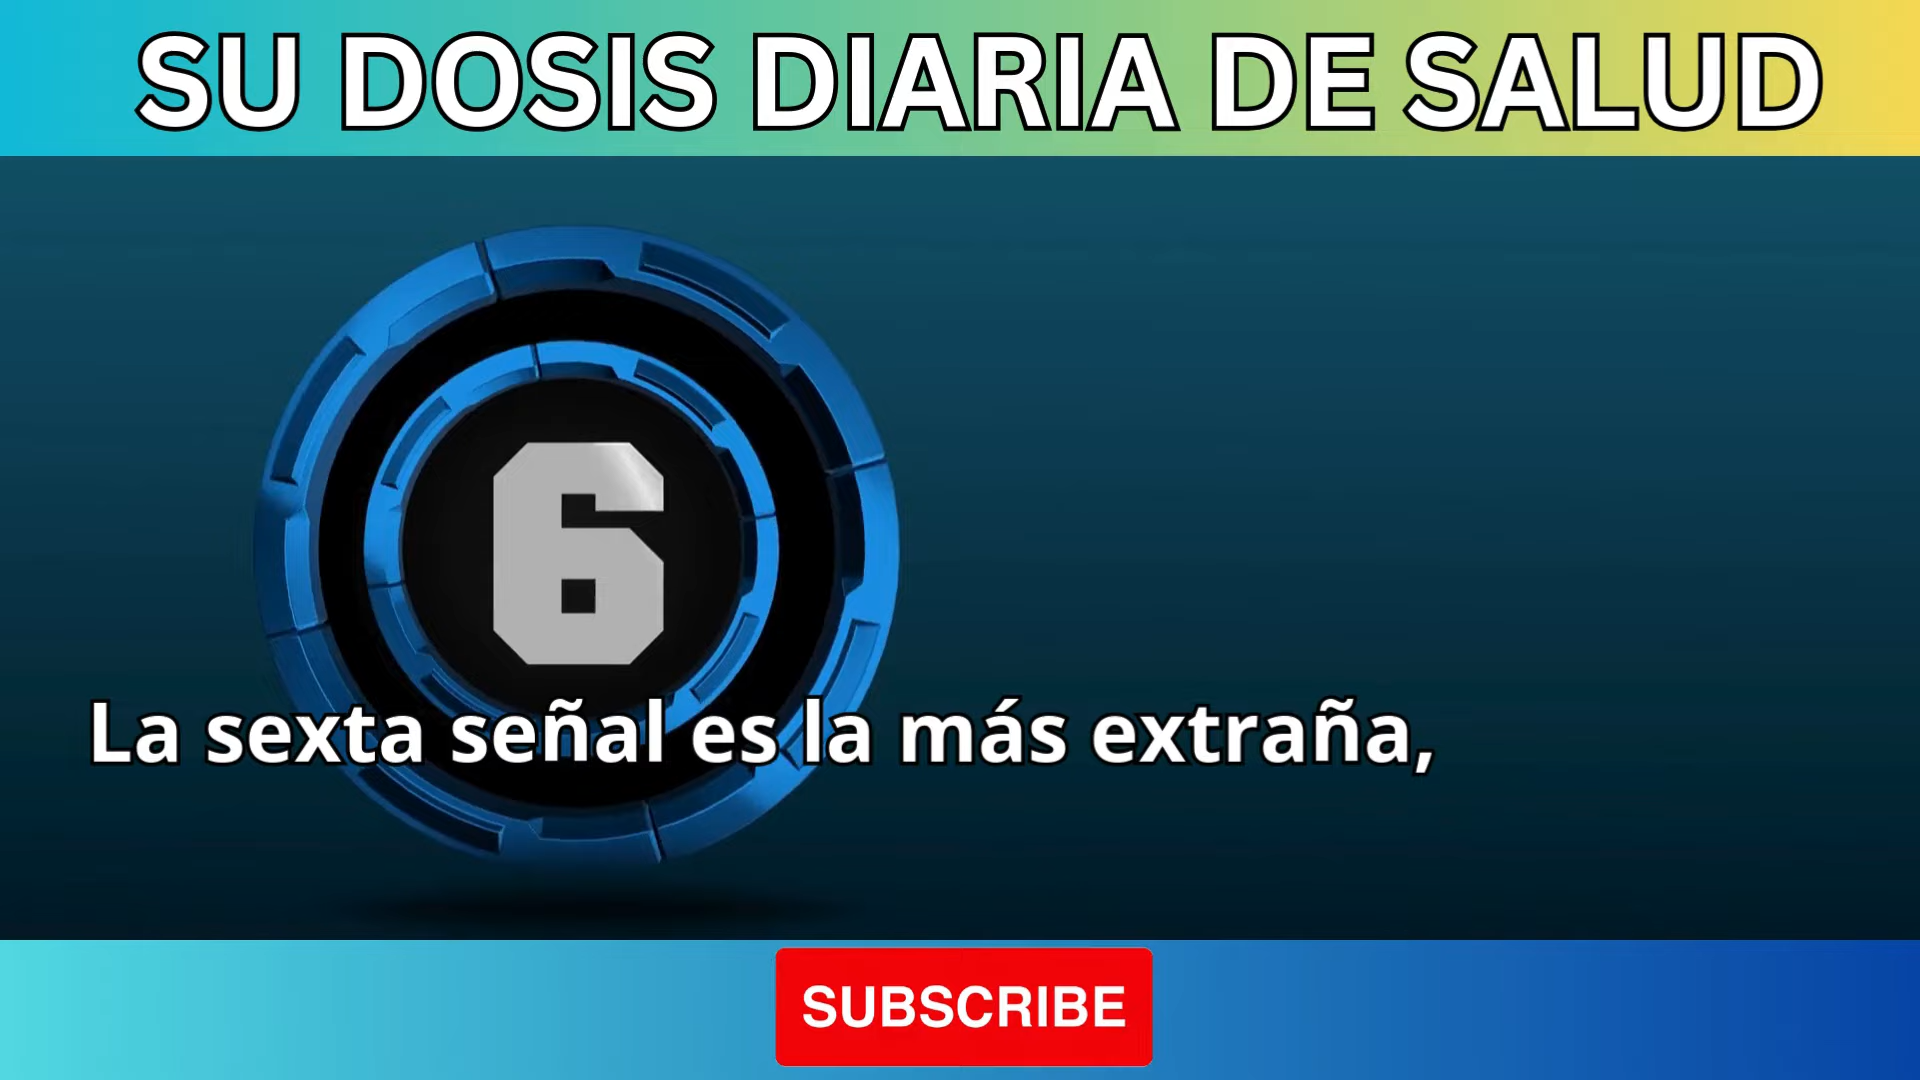 SU DOSIS DIARIA DE SALUD
6
La sexta señal es la más extraña,
SUBSCRIBE